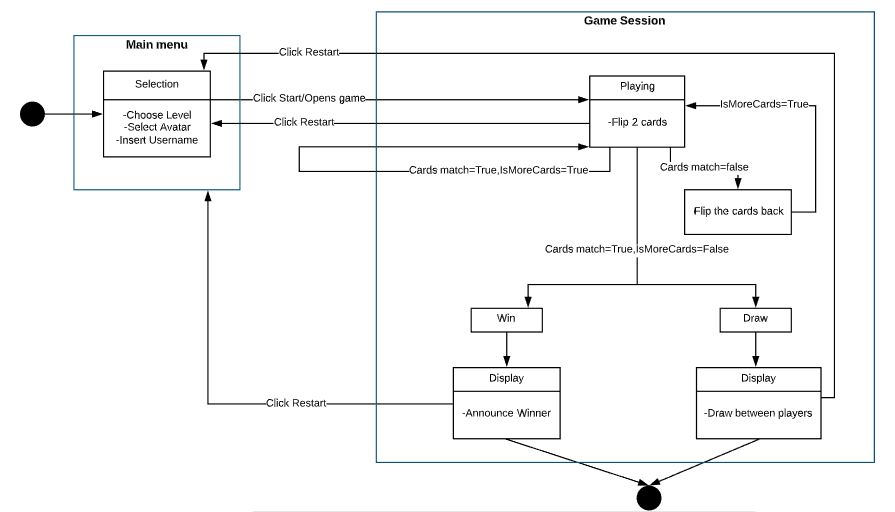 Game Session
Main menu
Click Restart
Selection
-Choose Level
-Select Avatar
-Insert Username
Click Start/Opens game
Playing
-Flip 2 cards
IsMoreCards=True
Click Restart
Cards match=True,IsMoreCards=True
Cards match=false
Flip the cards back
Cards match=True,IsMoreCards=False
Win
Draw
Display
-Announce Winner
Display
-Draw between players
Click Restart